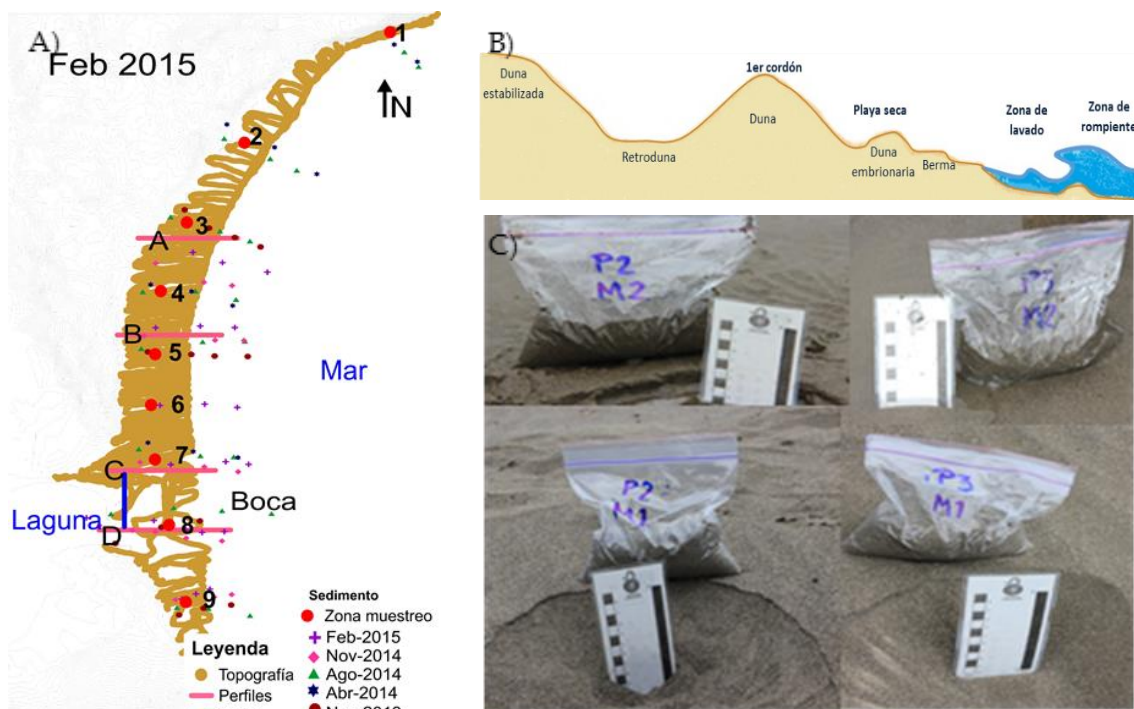 A)
Feb 2015
1
N
2
3
A
4
B
5
Mar
6
7
C
Boca
Laguna
8
D
9
Leyenda
Topografía
Perfiles
Sedimento
Zona muestreo
Feb-2015
Nov-2014
Ago-2014
Abr-2014
B)
Duna
estabilizada
Retroduna
1er cordón
Duna
Playa seca
Duna
embrionaria
Berma
Zona de
lavado
Zona de
rompiente
C)
P2
M2
M2
P2
M1
P3
M1